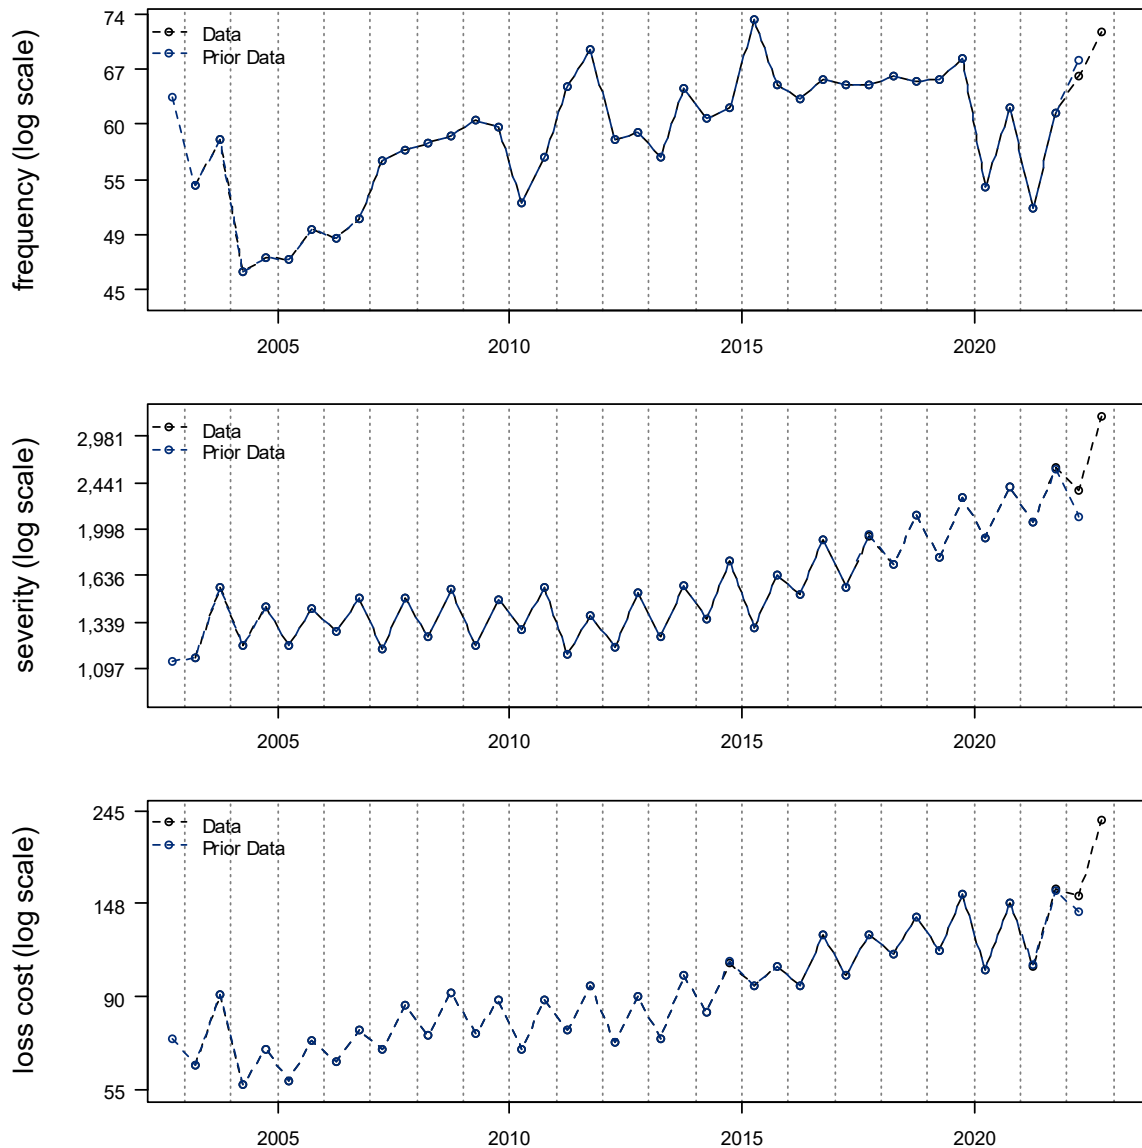 frequency (log scale)
74
67
60
55
49
45
Data
Prior Data
2005 2010 2015 2020
severity (log scale)
2,981
2,441
1,998
1,636
1,339
1,097
Data
Prior Data
2005 2010 2015 2020
loss cost (log scale)
245
148
90
55
Data
Prior Data
2005 2010 2015 2020